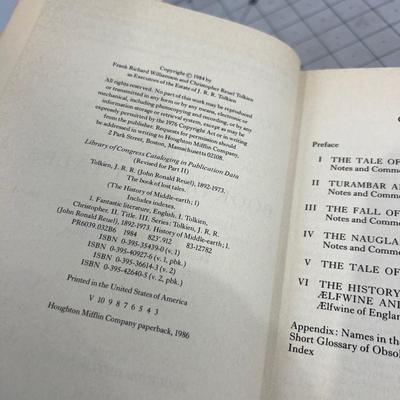 Copyright © 1984 by
Frank Richard Williamson and Christopher Reuel Tolkien
as Executors of the Estate of J. R. R. Tolkien.
All rights reserved. No part of this work may be reproduced
or transmitted in any form or by any means, electronic or
mechanical, including photocopying and recording, or by any
information storage or retrieval system, except as may be
expressly permitted by the 1976 Copyright Act or in writing
from the publisher. Requests for permission should
be addressed in writing to Houghton Mifflin Company,
2 Park Street, Boston, Massachusetts 02108.
Library of Congress Cataloging in Publication Data
(Revised for Part II)
Tolkien, J. R. R. (John Ronald Reuel), 1892-1973.
The book of lost tales.
(The History of Middle-earth; 1)
Includes indexes.
1. Fantastic literature, English. I. Tolkien,
Christopher. II. Title. III. Series: Tolkien, J. R. R.
(John Ronald Reuel), 1892-1973. History of Middle-earth; 1.
PR6039.O32B6 1984 823'.912 83-12782
ISBN 0-395-35439-0 (v.1)
ISBN 0-395-40927-6 (v. 1, pbk.)
ISBN 0-395-36614-3 (v. 2)
ISBN 0-395-42640-5 (v. 2, pbk.)
Printed in the United States of America
V 10 9 8 7 6 5 4 3
Houghton Mifflin Company paperback, 1986
Preface
I THE TALE OF
Notes and Comme
II TURAMBAR A
Notes and Comm
III THE FALL OF
Notes and Comm
IV THE NAUGLA
Notes and Comm
V THE TALE OF
VI THE HISTORY
ÆLFWINE AND
Ælfwine of England
Appendix: Names in the
Short Glossary of Obsol
Index